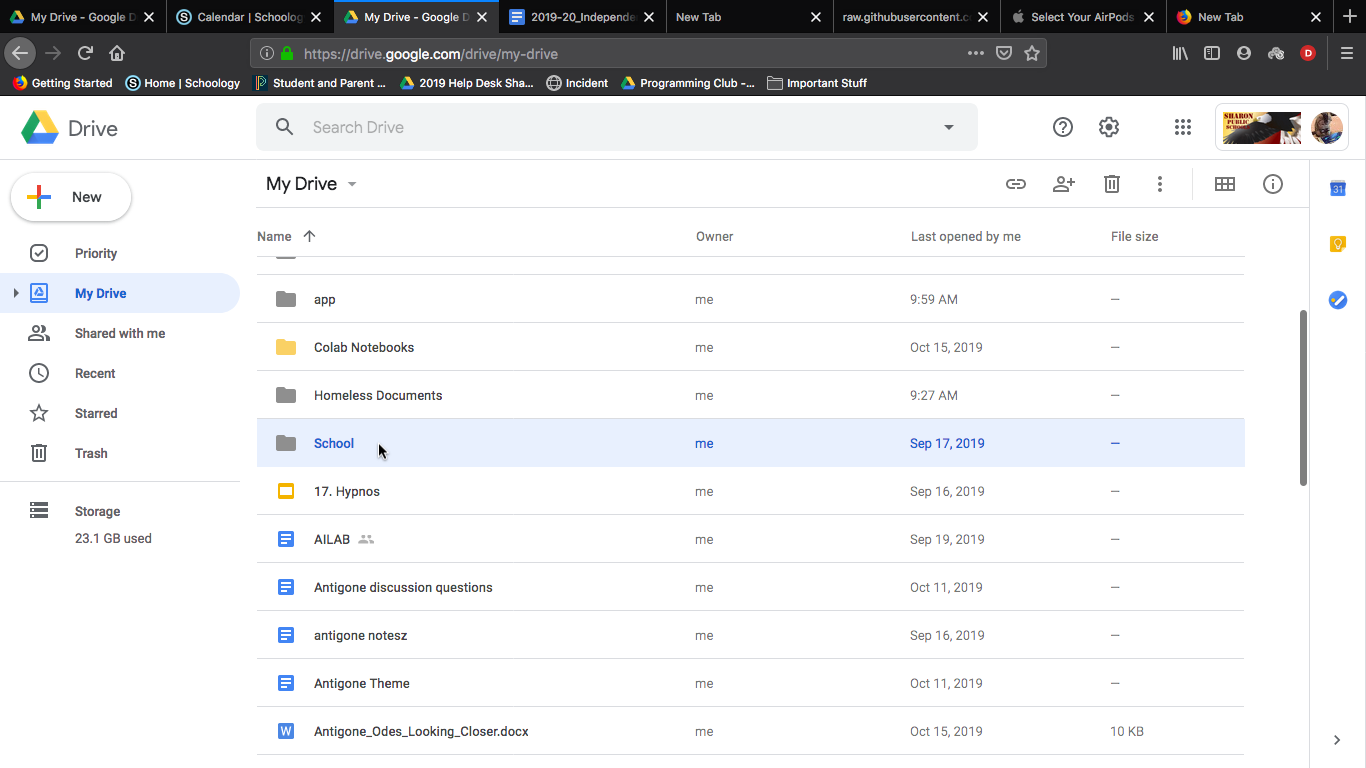 My Drive - Google D
Calendar | Schoolog
My Drive - Google D
2019-20_Independe
New Tab
raw.githubusercontent.c
Select Your AirPods
New Tab
https://drive.google.com/drive/my-drive
D
Getting Started
Home | Schoology
Student and Parent ...
2019 Help Desk Sha...
Incident
Programming Club -...
Important Stuff
Drive
Search Drive
SHARON
PUBLIC
SCHOOLS
New
My Drive
31
Name Owner Last opened by me File size
Priority
My Drive
Shared with me
Recent
Starred
Trash
Storage
23.1 GB used
app me 9:59 AM –
Colab Notebooks me Oct 15, 2019 –
Homeless Documents me 9:27 AM –
School me Sep 17, 2019 –
17. Hypnos me Sep 16, 2019 –
AILAB me Sep 19, 2019 –
Antigone discussion questions me Oct 11, 2019 –
antigone notesz me Sep 16, 2019 –
Antigone Theme me Oct 11, 2019 –
W Antigone_Odes_Looking_Closer.docx me Oct 15, 2019 10 KB